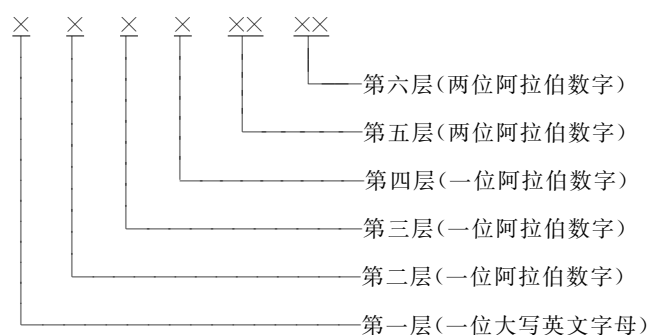 × × × × ×× ××
第六层(两位阿拉伯数字)
第五层(两位阿拉伯数字)
第四层(一位阿拉伯数字)
第三层(一位阿拉伯数字)
第二层(一位阿拉伯数字)
第一层(一位大写英文字母)